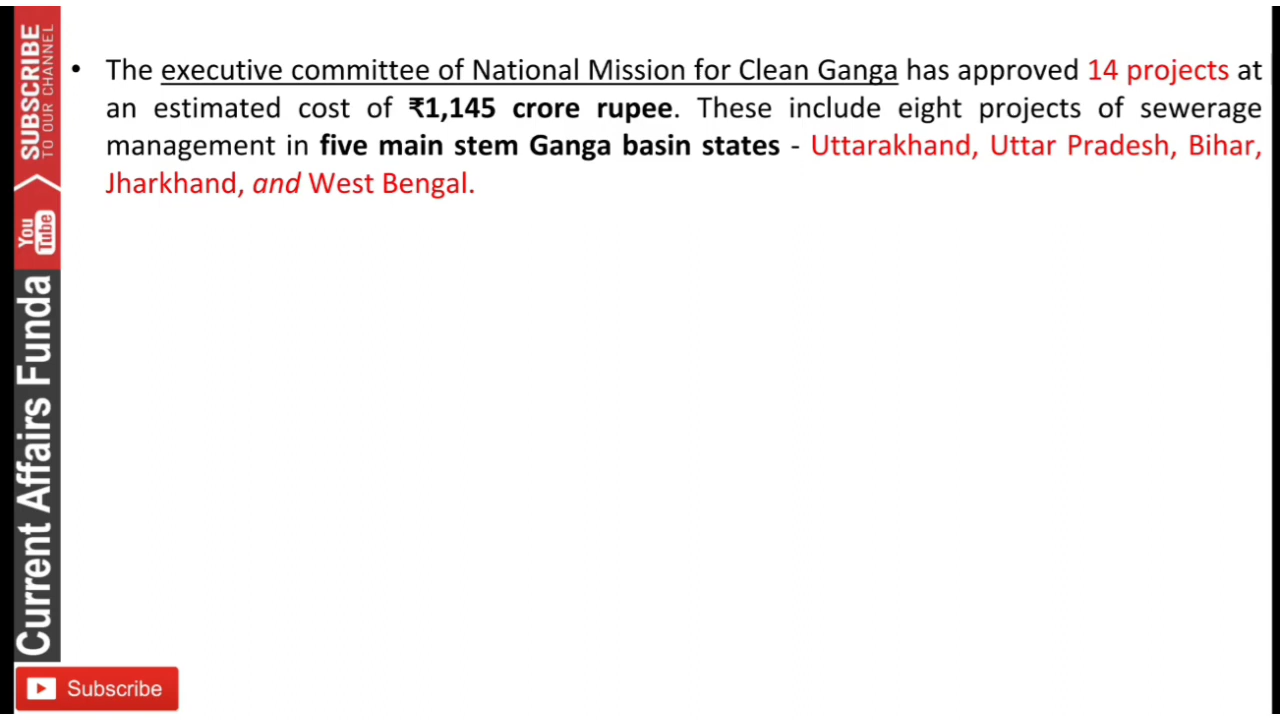 • The executive committee of National Mission for Clean Ganga has approved 14 projects at
an estimated cost of ₹1,145 crore rupee. These include eight projects of sewerage
management in five main stem Ganga basin states - Uttarakhand, Uttar Pradesh, Bihar,
Jharkhand, and West Bengal.
SUBSCRIBE
TO OUR CHANNEL
You
Tube
Current Affairs Funda
Subscribe